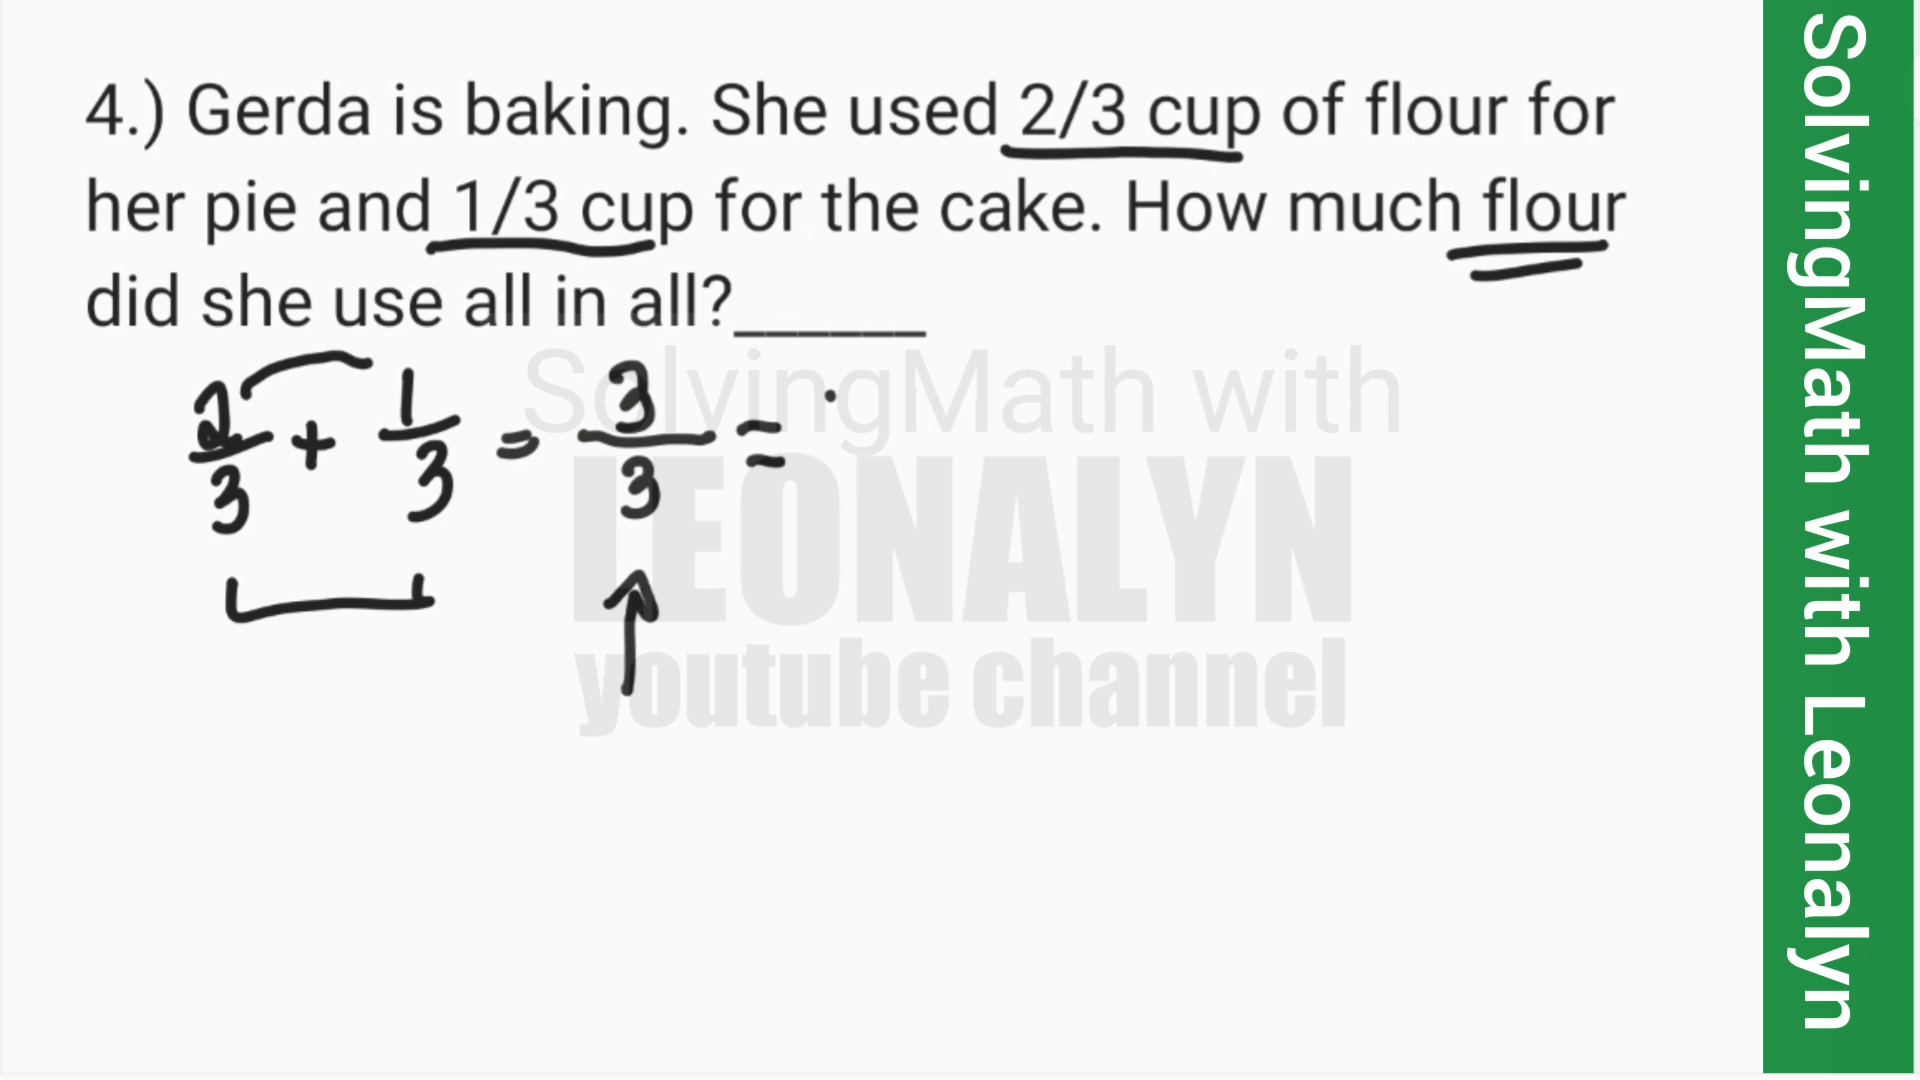 4.) Gerda is baking. She used 2/3 cup of flour for
her pie and 1/3 cup for the cake. How much flour
did she use all in all?______
2/3 + 1/3 = 3/3 =
SolvingMath with
LEONALYN
youtube channel
SolvingMath with Leonalyn